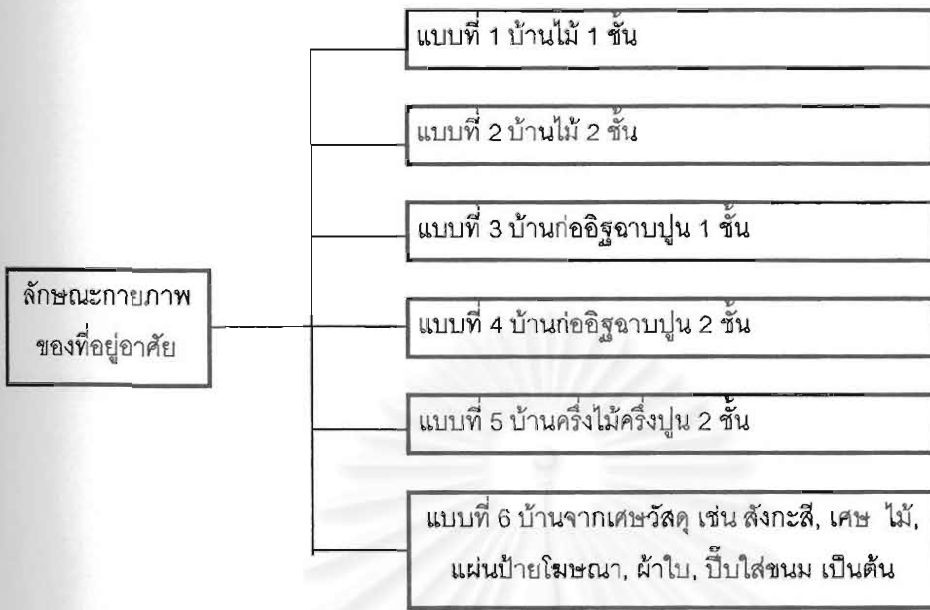 แบบที่ 1 บ้านไม้ 1 ชั้น
แบบที่ 2 บ้านไม้ 2 ชั้น
แบบที่ 3 บ้านก่ออิฐฉาบปูน 1 ชั้น
ลักษณะกายภาพ
ของที่อยู่อาศัย
แบบที่ 4 บ้านก่ออิฐฉาบปูน 2 ชั้น
แบบที่ 5 บ้านครึ่งไม้ครึ่งปูน 2 ชั้น
แบบที่ 6 บ้านจากเศษวัสดุ เช่น สังกะสี, เศษ ไม้,
แผ่นป้ายโฆษณา, ผ้าใบ, ปี๊บใส่ขนม เป็นต้น